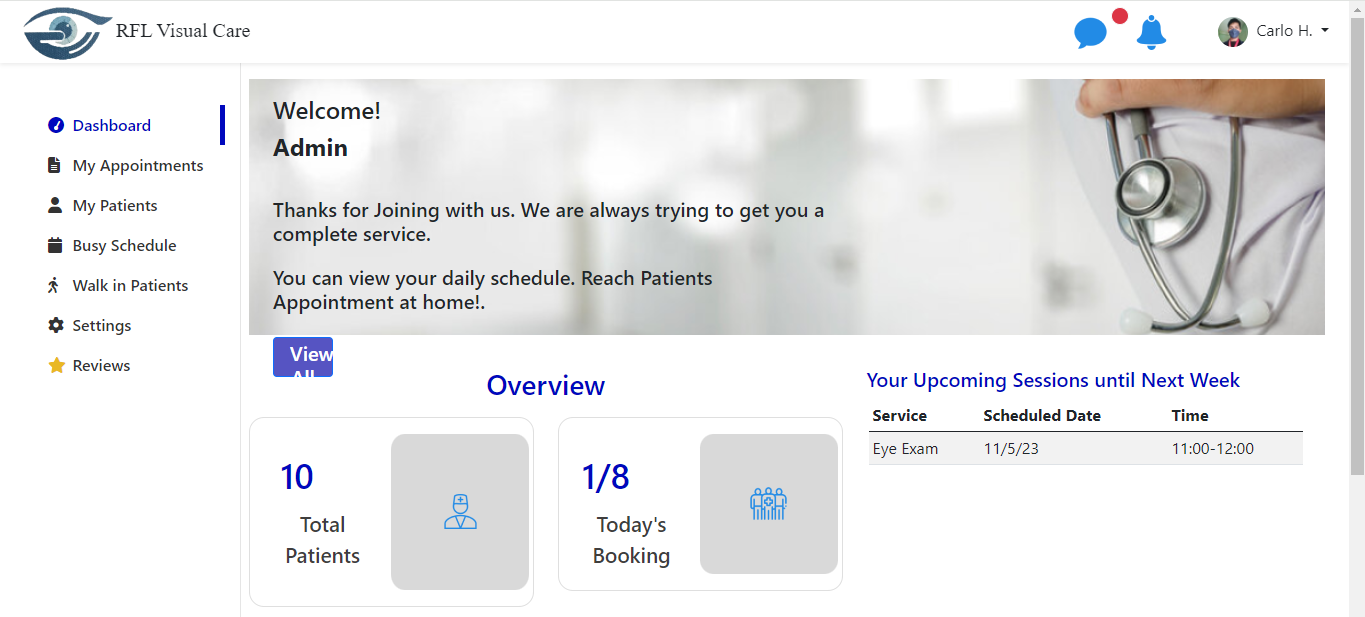 RFL Visual Care
Carlo H.
Dashboard
My Appointments
My Patients
Busy Schedule
Walk in Patients
Settings
Reviews
Welcome!
Admin
Thanks for Joining with us. We are always trying to get you a
complete service.
You can view your daily schedule. Reach Patients
Appointment at home!.
View
All
Overview
10
Total
Patients
1/8
Today's
Booking
Your Upcoming Sessions until Next Week
Service Scheduled Date Time
Eye Exam 11/5/23 11:00-12:00